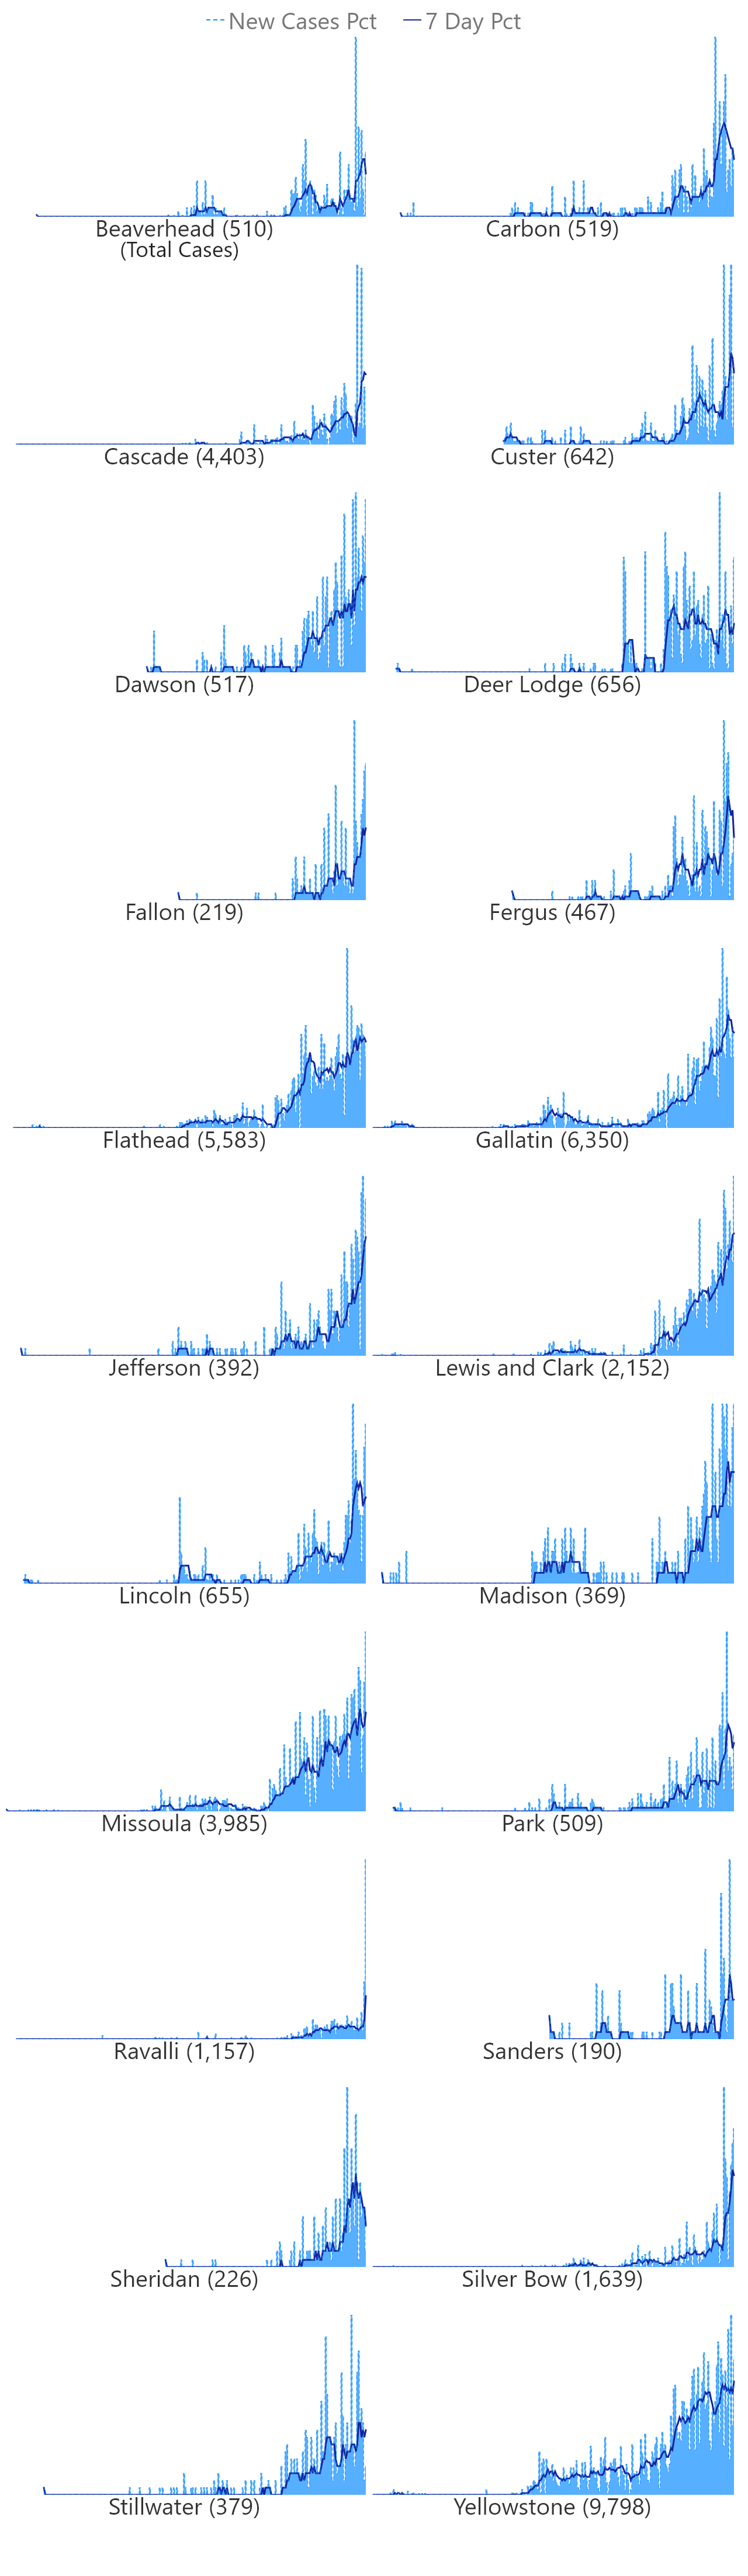 New Cases Pct 7 Day Pct
Beaverhead (510) Carbon (519)
(Total Cases)
Cascade (4,403) Custer (642)
Dawson (517) Deer Lodge (656)
Fallon (219) Fergus (467)
Flathead (5,583) Gallatin (6,350)
Jefferson (392) Lewis and Clark (2,152)
Lincoln (655) Madison (369)
Missoula (3,985) Park (509)
Ravalli (1,157) Sanders (190)
Sheridan (226) Silver Bow (1,639)
Stillwater (379) Yellowstone (9,798)